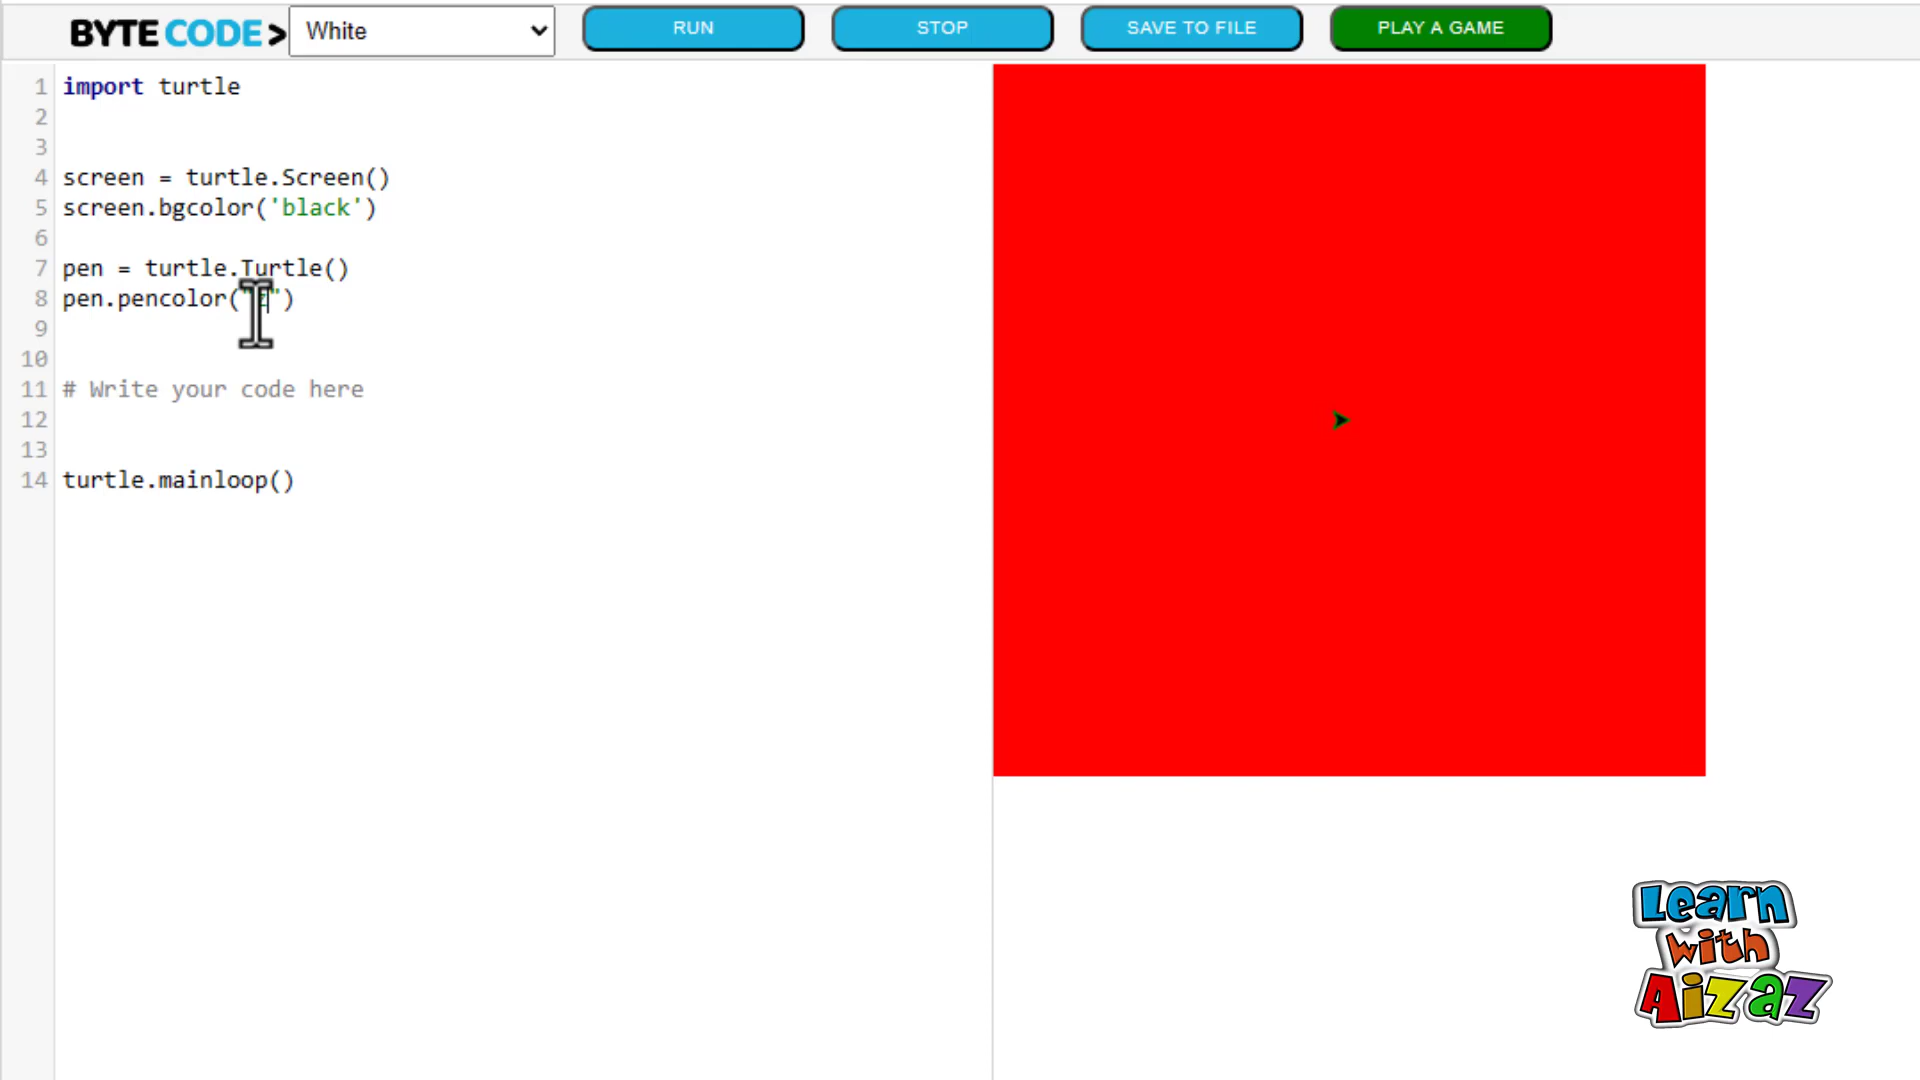 BYTE CODE> White RUN STOP SAVE TO FILE PLAY A GAME
1 import turtle
2
3
4 screen = turtle.Screen()
5 screen.bgcolor('black')
6
7 pen = turtle.Turtle()
8 pen.pencolor(" ")
9
10
11 # Write your code here
12
13
14 turtle.mainloop()
Learn
with
Aizaz